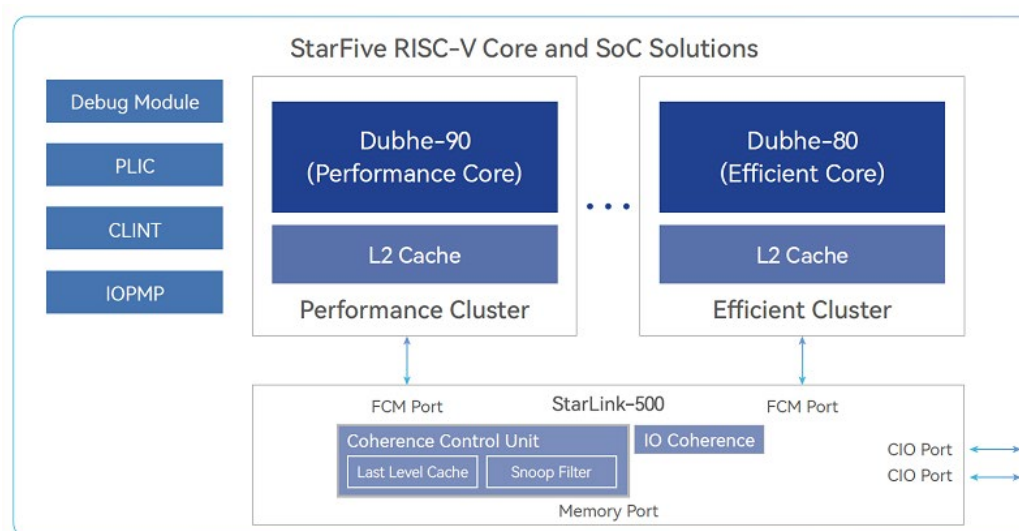 StarFive RISC-V Core and SoC Solutions
Debug Module
PLIC
CLINT
IOPMP
Dubhe-90
(Performance Core)
L2 Cache
Performance Cluster
Dubhe-80
(Efficient Core)
L2 Cache
Efficient Cluster
FCM Port
StarLink-500
FCM Port
Coherence Control Unit
Last Level Cache
Snoop Filter
IO Coherence
CIO Port
CIO Port
Memory Port